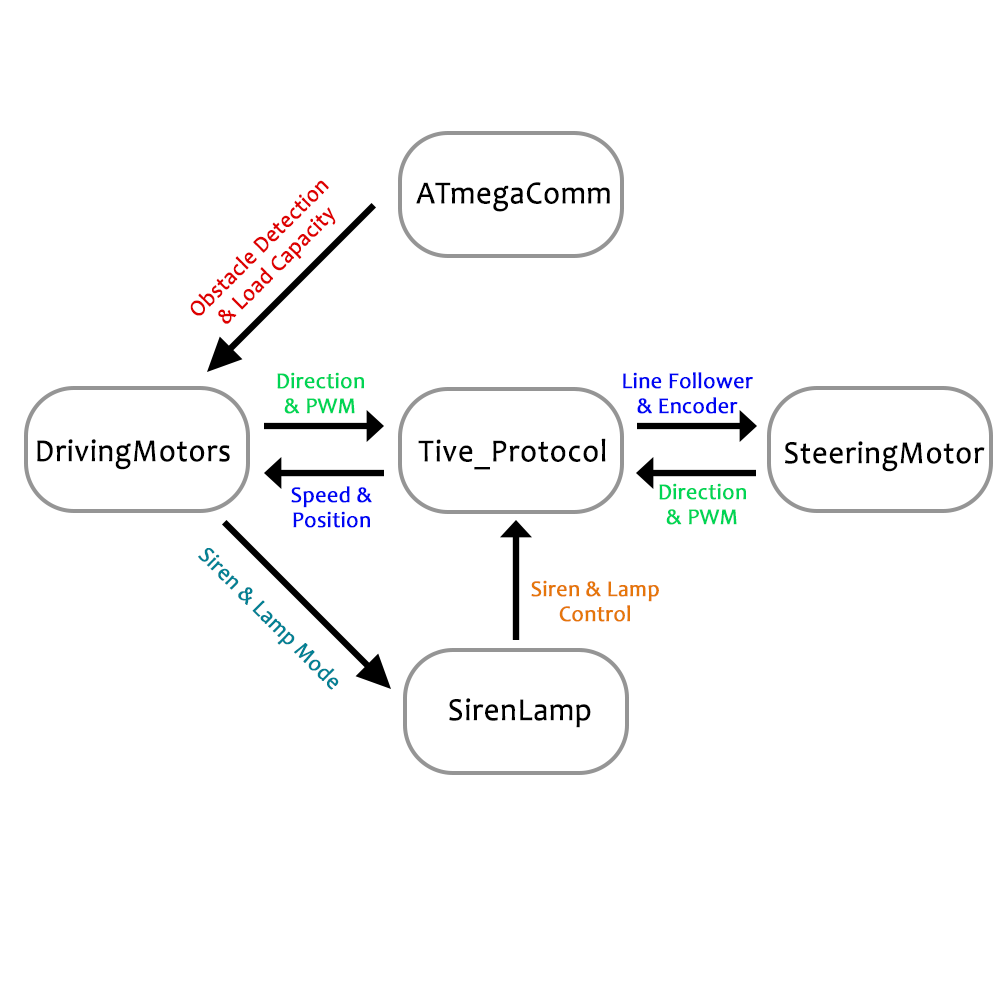 ATmegaComm
Obstacle Detection
& Load Capacity
Direction
& PWM
Line Follower
& Encoder
DrivingMotors
Tive_Protocol
SteeringMotor
Speed &
Position
Direction
& PWM
Siren & Lamp Mode
Siren & Lamp
Control
SirenLamp